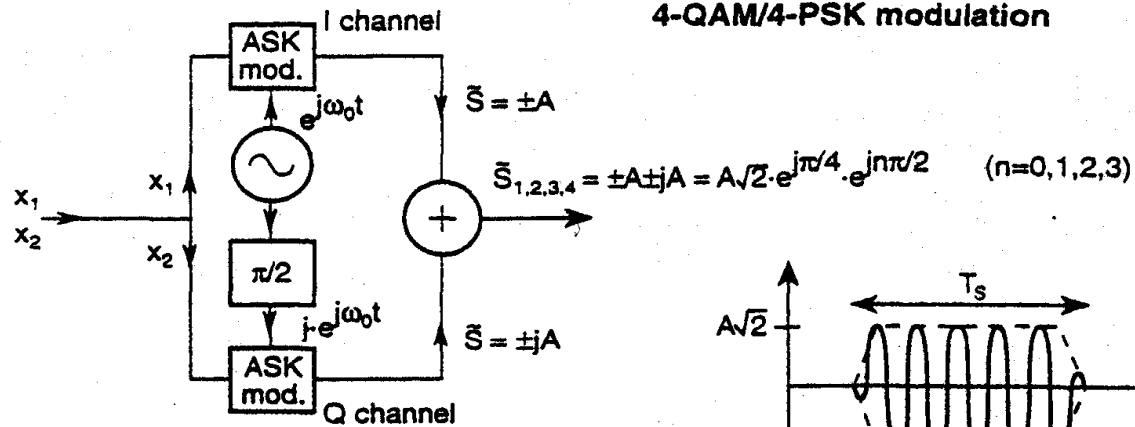 4-QAM/4-PSK modulation
I channel
ASK
mod.
e^{jω₀t}
S̃ = ±A
x₁
x₂
x₁
x₂
S̃₁,₂,₃,₄ = ±A±jA = A√2·e^{jπ/4}·e^{jnπ/2} (n=0,1,2,3)
π/2
j·e^{jω₀t}
S̃ = ±jA
ASK
mod.
Q channel
Tₛ
A√2